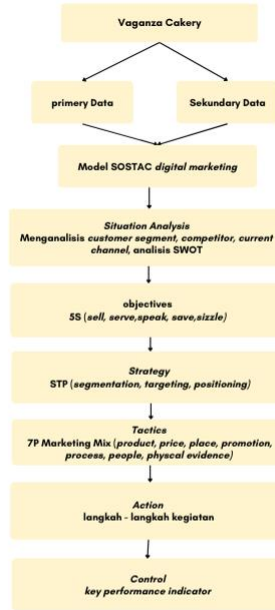 Vaganza Cakery
primery Data
Sekundary Data
Model SOSTAC digital marketing
Situation Analysis
Menganalisis customer segment, competitor, current
channel, analisis SWOT
objectives
5S (sell, serve,speak, save,sizzle)
Strategy
STP (segmentation, targeting, positioning)
Tactics
7P Marketing Mix (product, price, place, promotion,
process, people, physcal evidence)
Action
langkah - langkah kegiatan
Control
key performance indicator